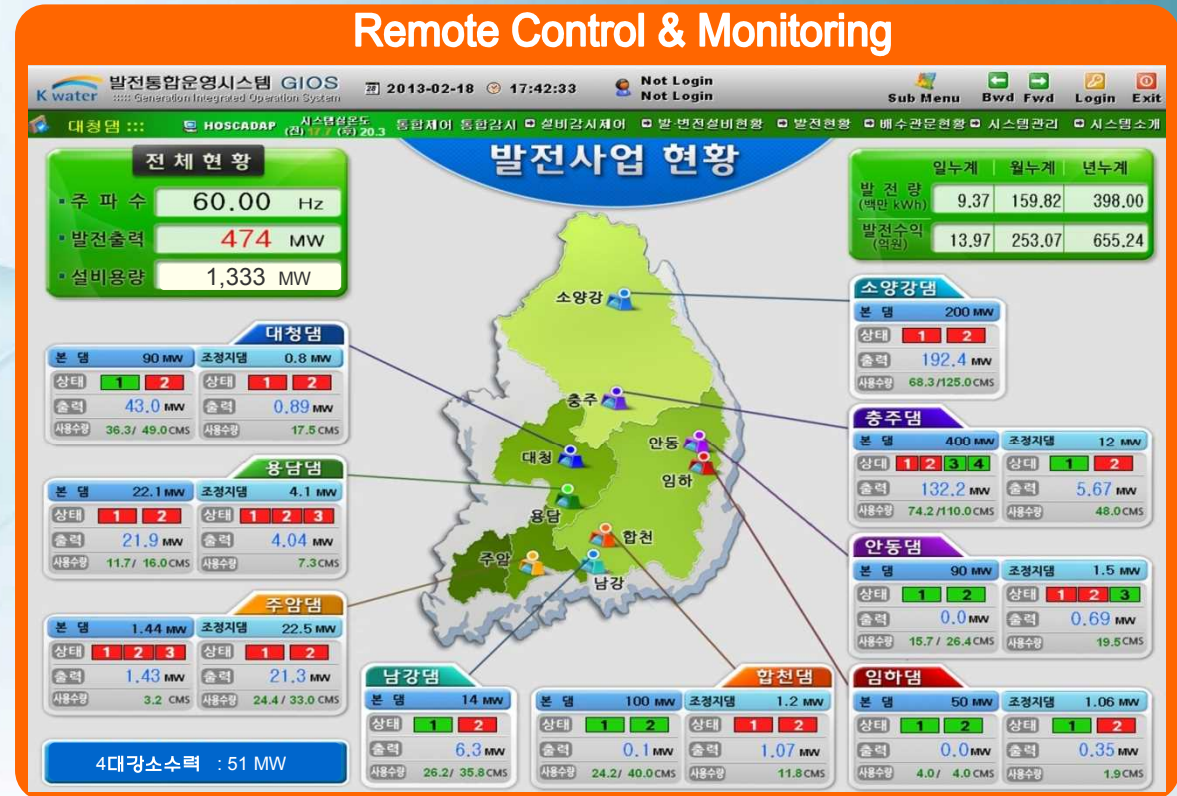 Remote Control & Monitoring
K water 발전통합운영시스템 GIOS
::::: Generation Integrated Operation System
2013-02-18 17:42:33
Not Login
Not Login
Sub Menu Bwd Fwd Login Exit
대청댐 :::
HOSCADAP
시스템실온도
(건) 17.7 (습) 20.3
통합제어 통합감시 설비감시제어 발·변전설비현황 발전현황 배수관문현황 시스템관리 시스템소개
전체현황
주파수 60.00 Hz
발전출력 474 MW
설비용량 1,333 MW
발전사업 현황
일누계 월누계 년누계
발전량 (백만 kWh) 9.37 159.82 398.00
발전수익 (억원) 13.97 253.07 655.24
소양강
충주
안동
대청
임하
용담
합천
주암
남강
대청댐
본 댐 90 MW 조정지댐 0.8 MW
상태 1 2 상태 1 2
출력 43.0 MW 출력 0.89 MW
사용수량 36.3/ 49.0 CMS 사용수량 17.5 CMS
용담댐
본 댐 22.1 MW 조정지댐 4.1 MW
상태 1 2 상태 1 2 3
출력 21.9 MW 출력 4.04 MW
사용수량 11.7/ 16.0 CMS 사용수량 7.3 CMS
주암댐
본 댐 1.44 MW 조정지댐 22.5 MW
상태 1 2 3 상태 1 2
출력 1.43 MW 출력 21.3 MW
사용수량 3.2 CMS 사용수량 24.4/ 33.0 CMS
4대강소수력 : 51 MW
남강댐
본 댐 14 MW
상태 1 2
출력 6.3 MW
사용수량 26.2/ 35.8 CMS
합천댐
본 댐 100 MW 조정지댐 1.2 MW
상태 1 2 상태 1 2
출력 0.1 MW 출력 1.07 MW
사용수량 24.2/ 40.0 CMS 사용수량 11.8 CMS
소양강댐
본 댐 200 MW
상태 1 2
출력 192.4 MW
사용수량 68.3/125.0 CMS
충주댐
본 댐 400 MW 조정지댐 12 MW
상태 1 2 3 4 상태 1 2
출력 132.2 MW 출력 5.67 MW
사용수량 74.2/110.0 CMS 사용수량 48.0 CMS
안동댐
본 댐 90 MW 조정지댐 1.5 MW
상태 1 2 상태 1 2 3
출력 0.0 MW 출력 0.69 MW
사용수량 15.7/ 26.4 CMS 사용수량 19.5 CMS
임하댐
본 댐 50 MW 조정지댐 1.06 MW
상태 1 2 상태 1 2
출력 0.0 MW 출력 0.35 MW
사용수량 4.0/ 4.0 CMS 사용수량 1.9 CMS